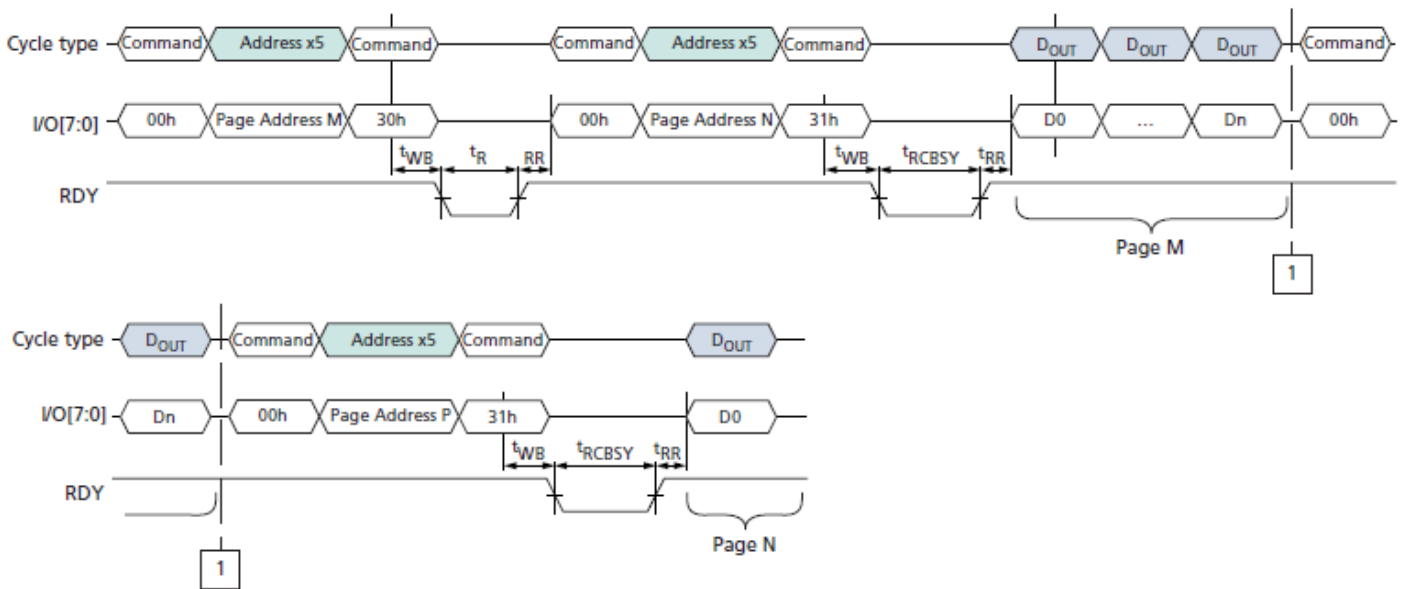 Cycle type Command Address x5 Command Command Address x5 Command DOUT DOUT DOUT Command
I/O[7:0] 00h Page Address M 30h 00h Page Address N 31h D0 ... Dn 00h
tWB tR RR tWB tRCBSY tRR
RDY
Page M
1
Cycle type DOUT Command Address x5 Command DOUT
I/O[7:0] Dn 00h Page Address P 31h D0
tWB tRCBSY tRR
RDY
Page N
1